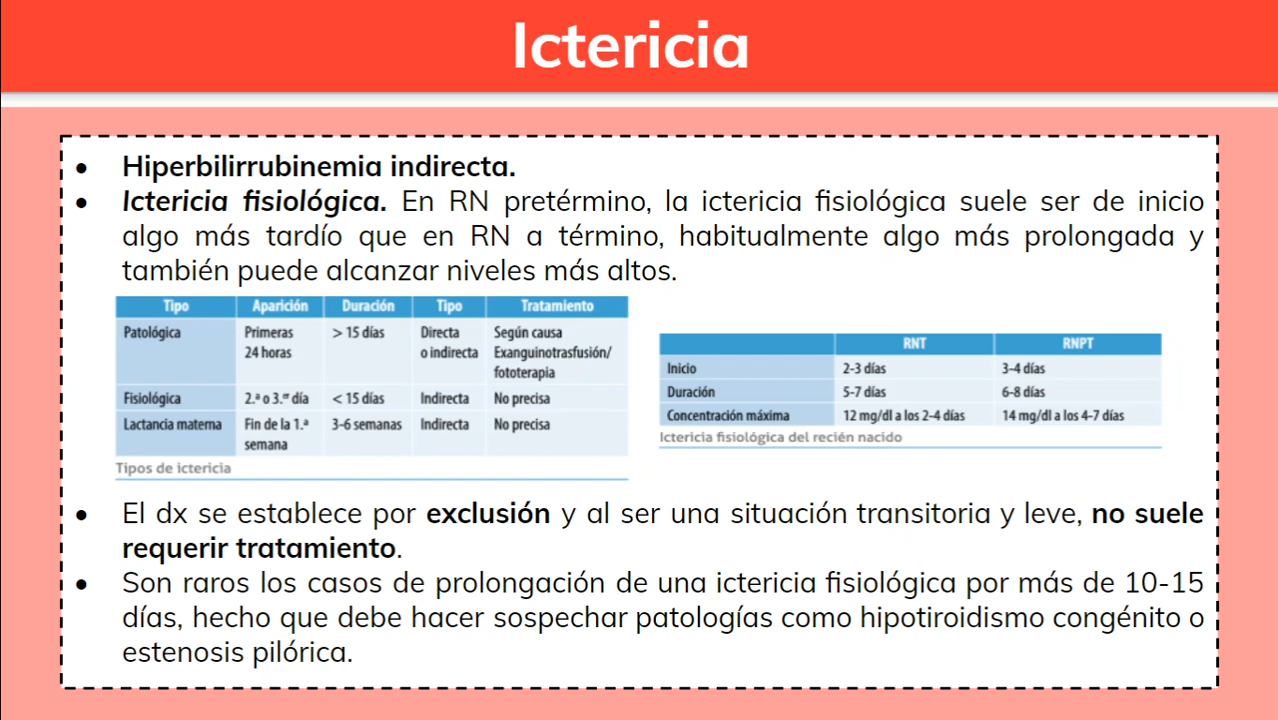 Ictericia
• Hiperbilirrubinemia indirecta.
• Ictericia fisiológica. En RN pretérmino, la ictericia fisiológica suele ser de inicio
algo más tardío que en RN a término, habitualmente algo más prolongada y
también puede alcanzar niveles más altos.
Tipo Aparición Duración Tipo Tratamiento
Patológica Primeras > 15 días Directa Según causa
24 horas o indirecta Exanguinotrasfusión/
fototerapia
Fisiológica 2.º o 3.er día < 15 días Indirecta No precisa
Lactancia materna Fin de la 1.ª 3-6 semanas Indirecta No precisa
semana
Tipos de ictericia
RNT RNPT
Inicio 2-3 días 3-4 días
Duración 5-7 días 6-8 días
Concentración máxima 12 mg/dl a los 2-4 días 14 mg/dl a los 4-7 días
Ictericia fisiológica del recién nacido
• El dx se establece por exclusión y al ser una situación transitoria y leve, no suele
requerir tratamiento.
• Son raros los casos de prolongación de una ictericia fisiológica por más de 10-15
días, hecho que debe hacer sospechar patologías como hipotiroidismo congénito o
estenosis pilórica.